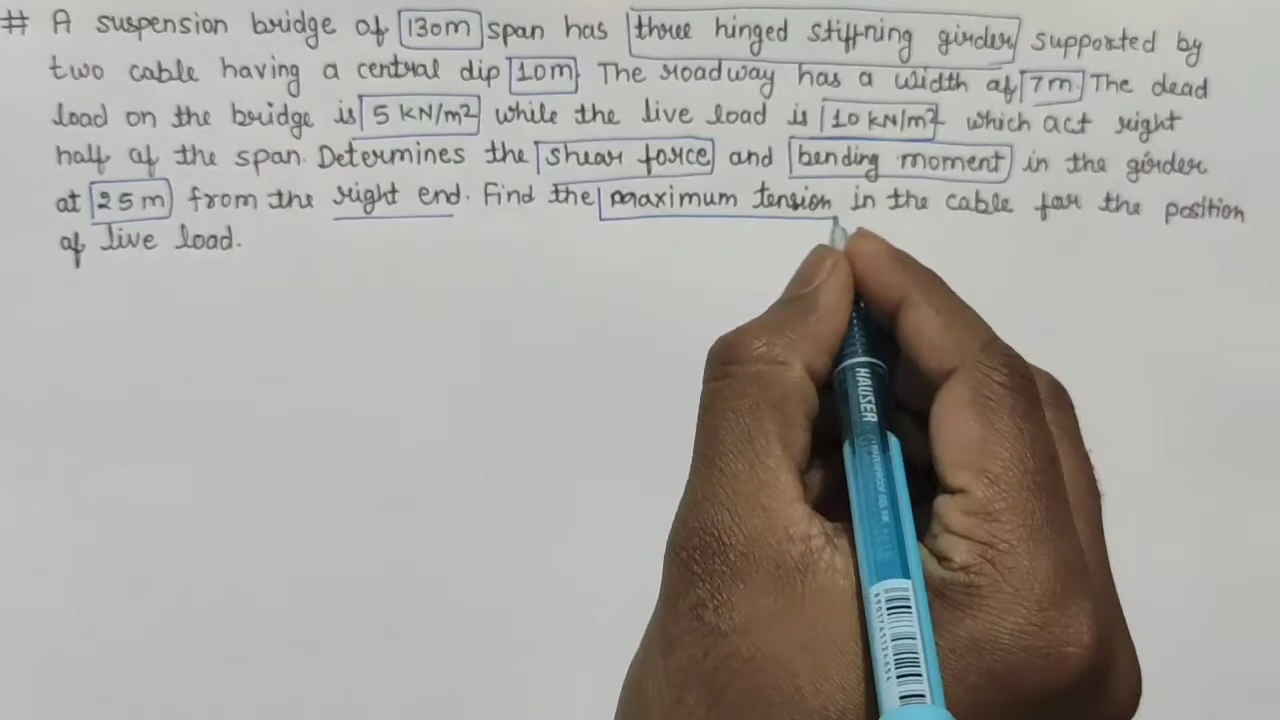 # A suspension bridge of 130m span has three hinged stiffning girder supported by
two cable having a central dip 10m. The roadway has a width of 7m. The dead
load on the bridge is 5 KN/m² while the live load is 10 KN/m² which act right
half of the span. Determines the shear force and bending moment in the girder
at 25m from the right end. Find the maximum tension in the cable for the position
of live load.
HAUSER